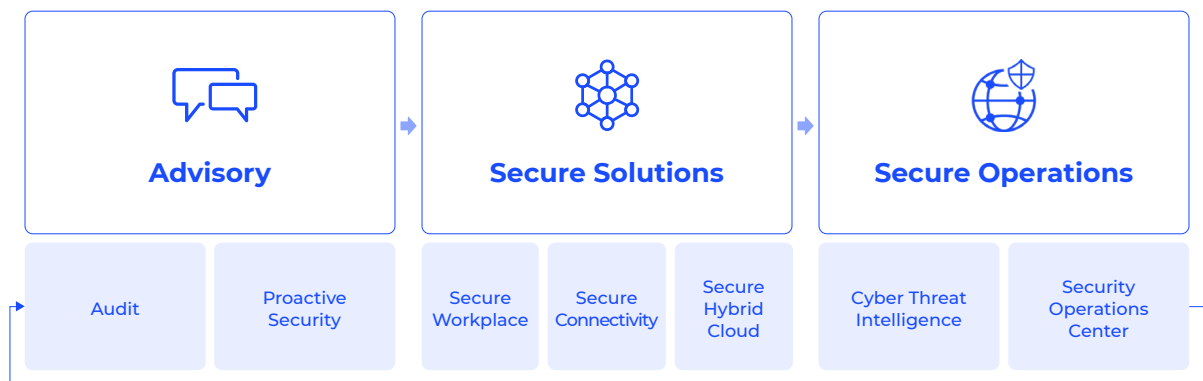 Advisory
Secure Solutions
Secure Operations
Audit
Proactive
Security
Secure
Workplace
Secure
Connectivity
Secure
Hybrid
Cloud
Cyber Threat
Intelligence
Security
Operations
Center